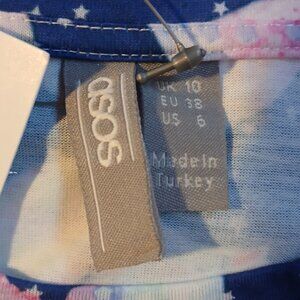 asos
UK 10
EU 38
US 6
Made in
Turkey